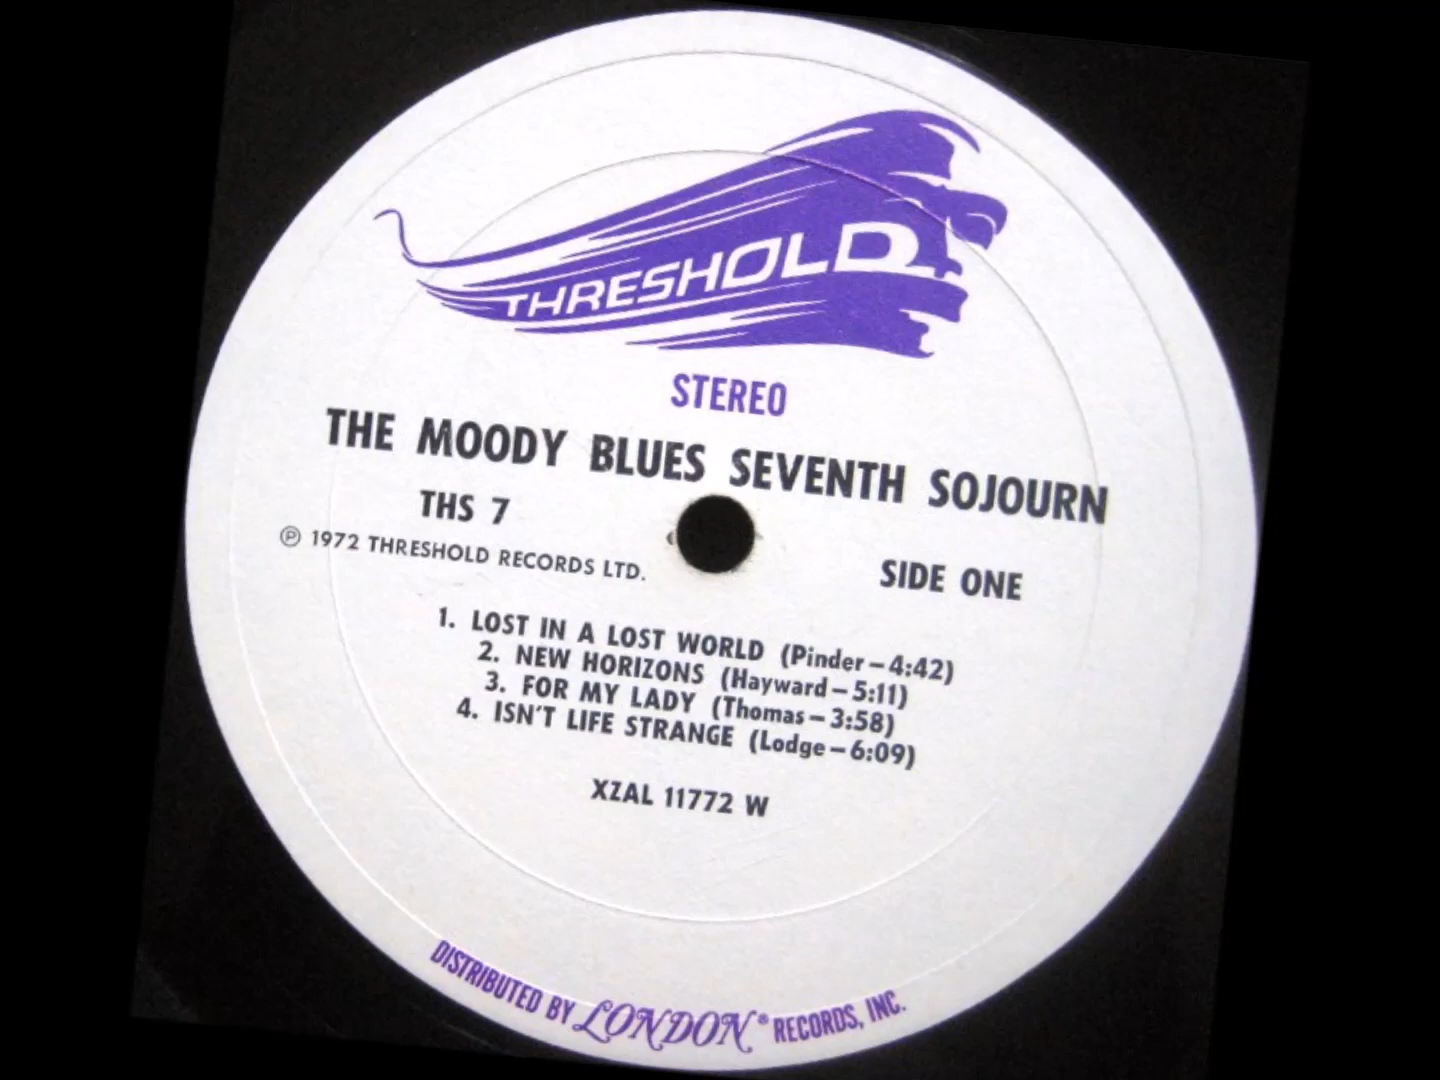 THRESHOLD
STEREO
THE MOODY BLUES SEVENTH SOJOURN
THS 7
℗ 1972 THRESHOLD RECORDS LTD.
SIDE ONE
1. LOST IN A LOST WORLD (Pinder—4:42)
2. NEW HORIZONS (Hayward—5:11)
3. FOR MY LADY (Thomas—3:58)
4. ISN'T LIFE STRANGE (Lodge—6:09)
XZAL 11772 W
DISTRIBUTED BY LONDON® RECORDS, INC.